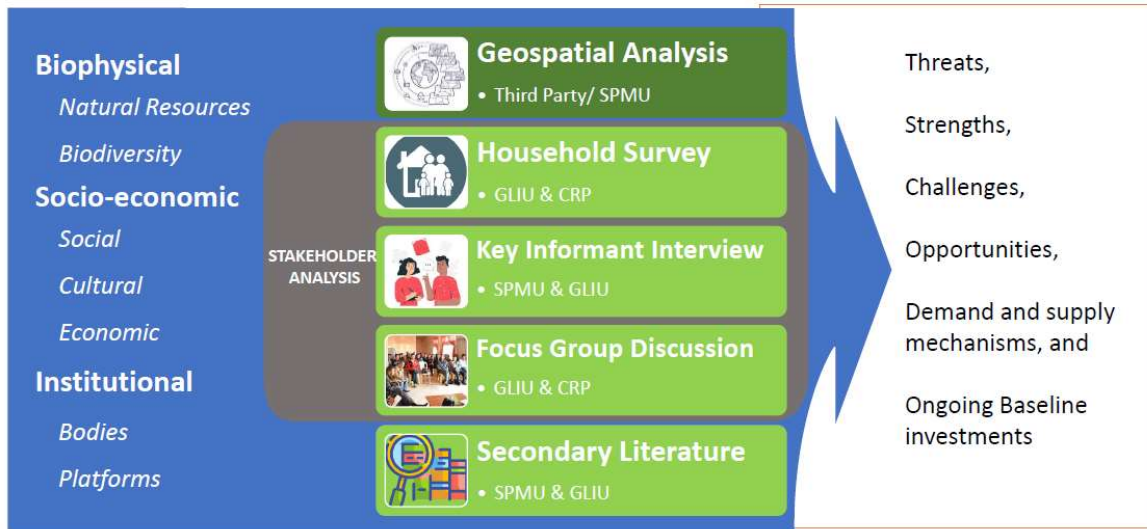 Biophysical
Natural Resources
Biodiversity
Socio-economic
Social
Cultural
Economic
Institutional
Bodies
Platforms
STAKEHOLDER
ANALYSIS
Geospatial Analysis
• Third Party/ SPMU
Household Survey
• GLIU & CRP
Key Informant Interview
• SPMU & GLIU
Focus Group Discussion
• GLIU & CRP
Secondary Literature
• SPMU & GLIU
Threats,
Strengths,
Challenges,
Opportunities,
Demand and supply
mechanisms, and
Ongoing Baseline
investments